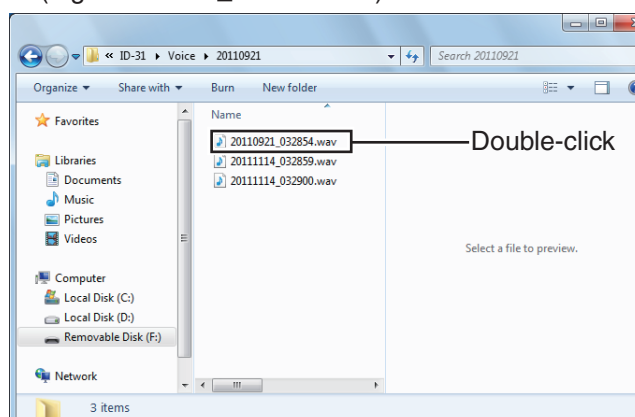 « ID-31 ▸ Voice ▸ 20110921
Search 20110921
Organize ▾ Share with ▾ Burn New folder
Name
Favorites
20110921_032854.wav
Double-click
20111114_032859.wav
20111114_032900.wav
Libraries
Documents
Music
Pictures
Videos
Select a file to preview.
Computer
Local Disk (C:)
Local Disk (D:)
Removable Disk (F:)
Network
3 items